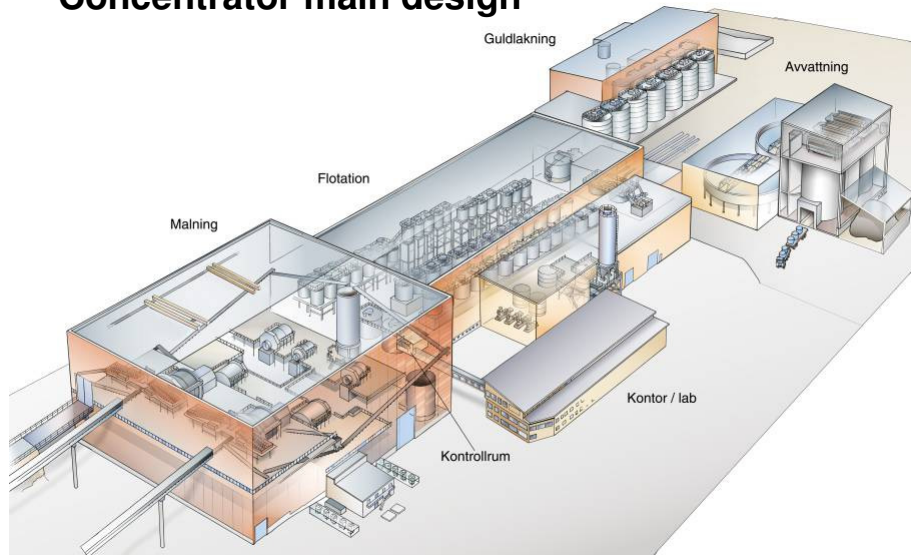 Concentrator main design
Guldlakning
Avvattning
Flotation
Malning
Kontor / lab
Kontrollrum